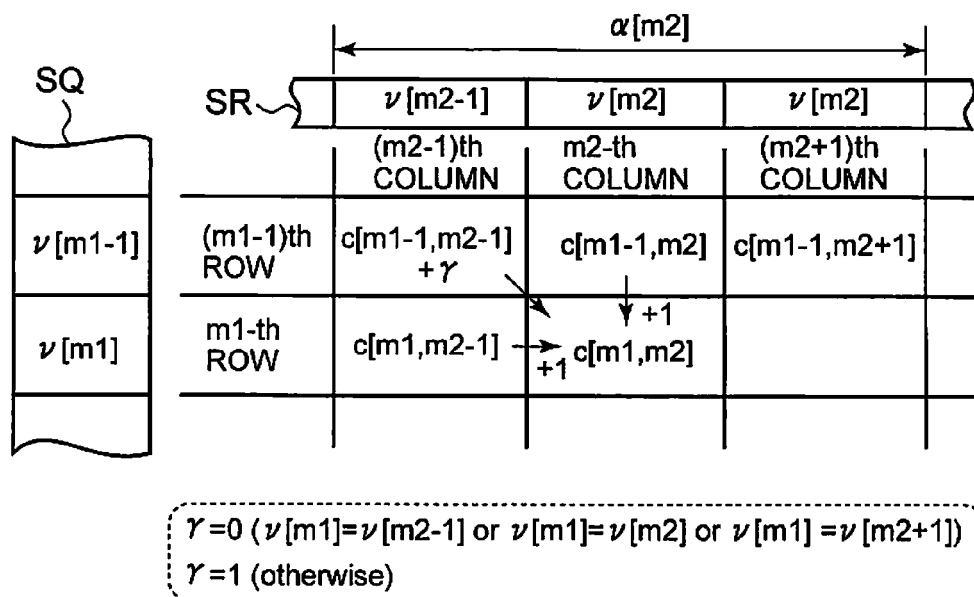 α[m2]
SQ
SR
ν[m2-1]
ν[m2]
ν[m2]
(m2-1)th
COLUMN
m2-th
COLUMN
(m2+1)th
COLUMN
ν[m1-1]
(m1-1)th
ROW
c[m1-1,m2-1]
+γ
c[m1-1,m2]
c[m1-1,m2+1]
+1
ν[m1]
m1-th
ROW
c[m1,m2-1]
+1
c[m1,m2]
γ=0 (ν[m1]=ν[m2-1] or ν[m1]=ν[m2] or ν[m1] =ν[m2+1])
γ=1 (otherwise)